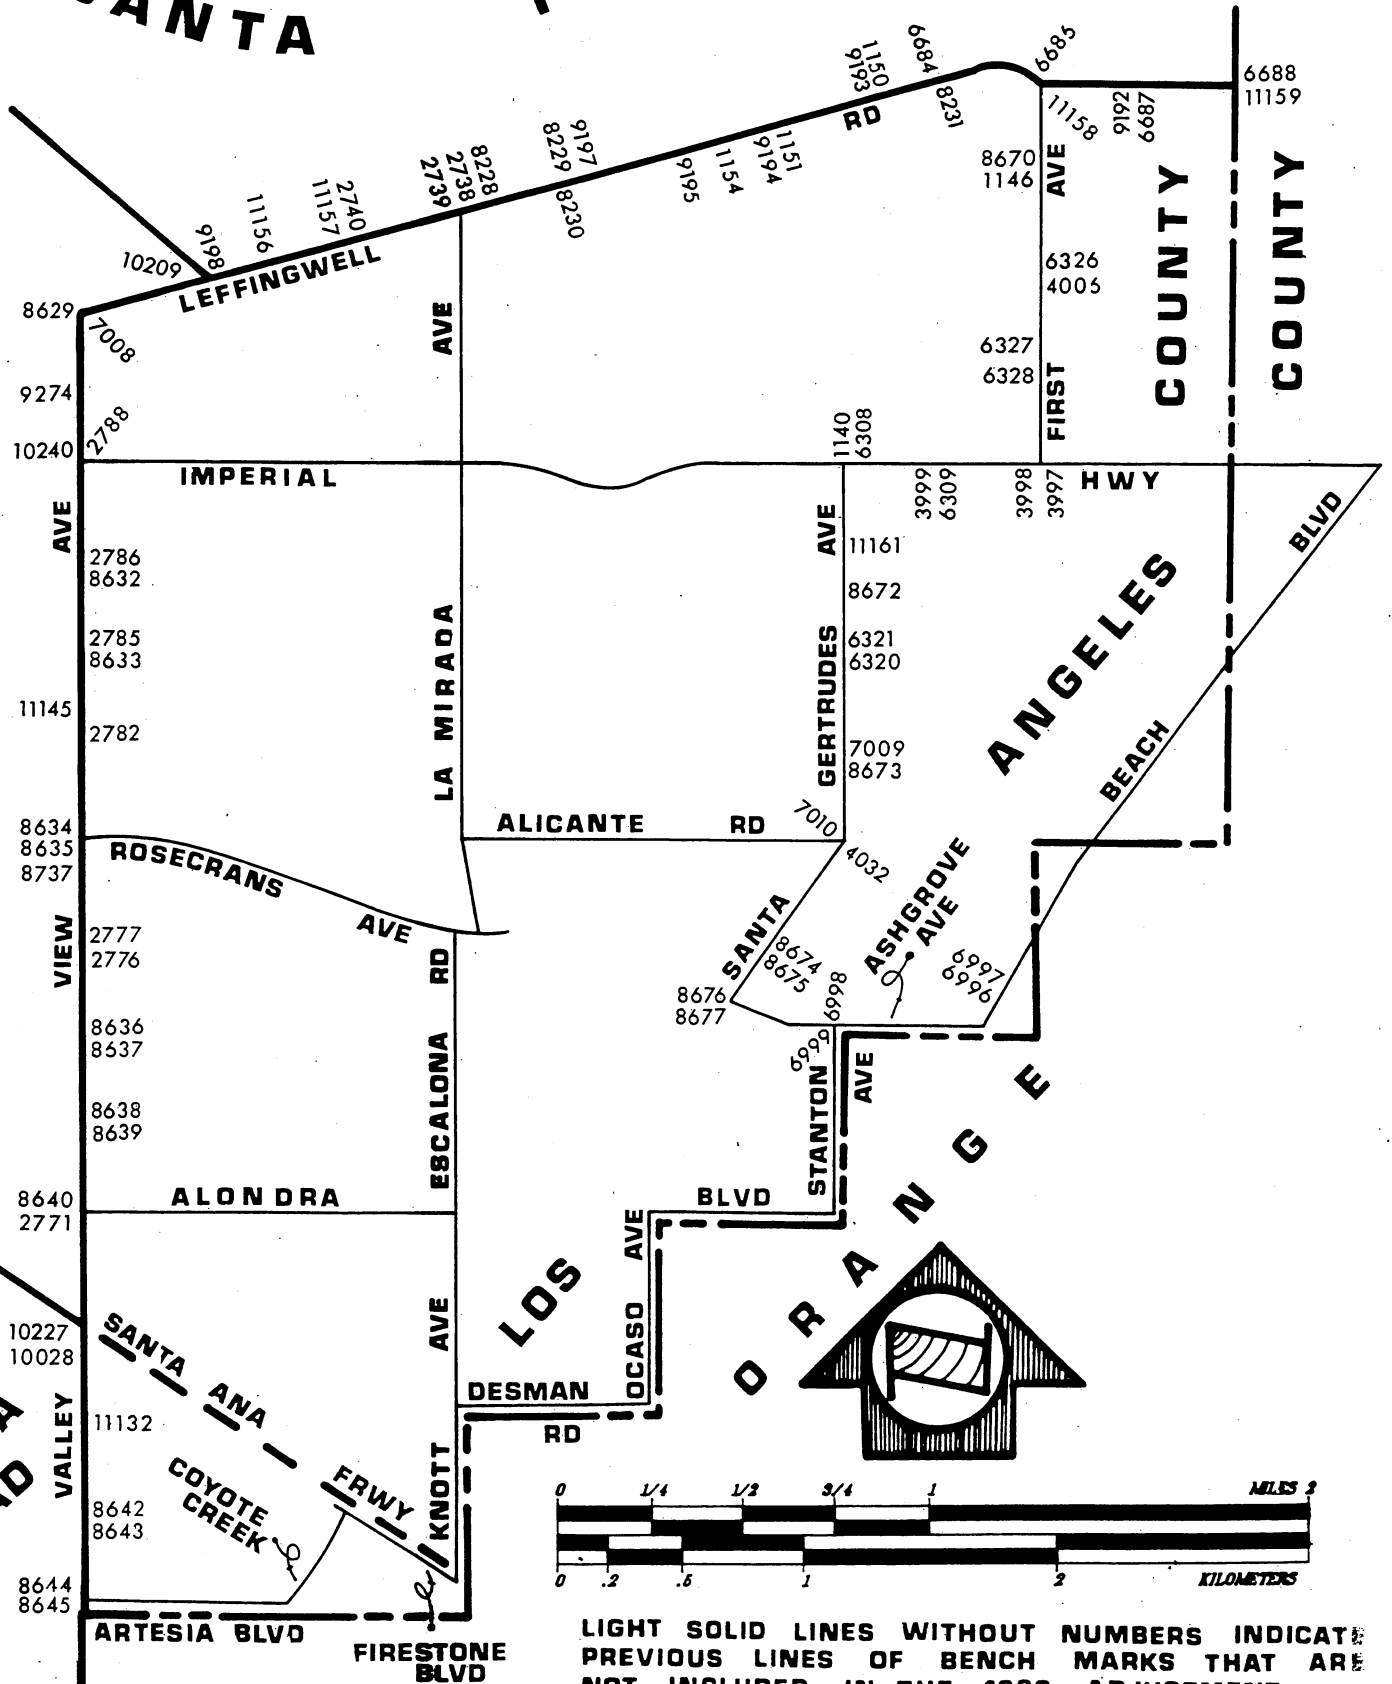 SANTA
6685
6684
1150
9193
6688
11159
RD
8231
11158
9192
6687
9197
8229
8230
1151
9194
1154
9195
8228
2738
2739
2740
11157
11156
9198
10209
LEFFINGWELL
8670
1146
AVE
COUNTY
COUNTY
6326
4005
8629
7008
AVE
6327
6328
FIRST
9274
2788
10240
1140
6308
IMPERIAL
HWY
3999
6309
3998
3997
BLVD
AVE
AVE
11161
2786
8632
8672
ANGELES
2785
8633
LA MIRADA
GERTRUDES
6321
6320
11145
2782
7009
8673
BEACH
8634
8635
8737
ROSECRANS
AVE
ALICANTE RD
7010
4032
ASHGROVE
AVE
SANTA
VIEW
2777
2776
RD
8674
8675
6997
6996
8676
8677
6998
6999
8636
8537
ESCALONA
STANTON
AVE
8638
8639
ORANGE
8640
2771
ALONDRA
BLVD
AVE
LOS
10227
10028
SANTA ANA
FRWY
AVE
OCASO
DESMAN
RD
VALLEY
11132
COYOTE
CREEK
KNOTT
8642
8643
8644
8645
ARTESIA BLVD
FIRESTONE
BLVD
0 1/4 1/2 3/4 1 MILES 2
0 .2 .5 1 2 KILOMETERS
LIGHT SOLID LINES WITHOUT NUMBERS INDICATE
PREVIOUS LINES OF BENCH MARKS THAT ARE